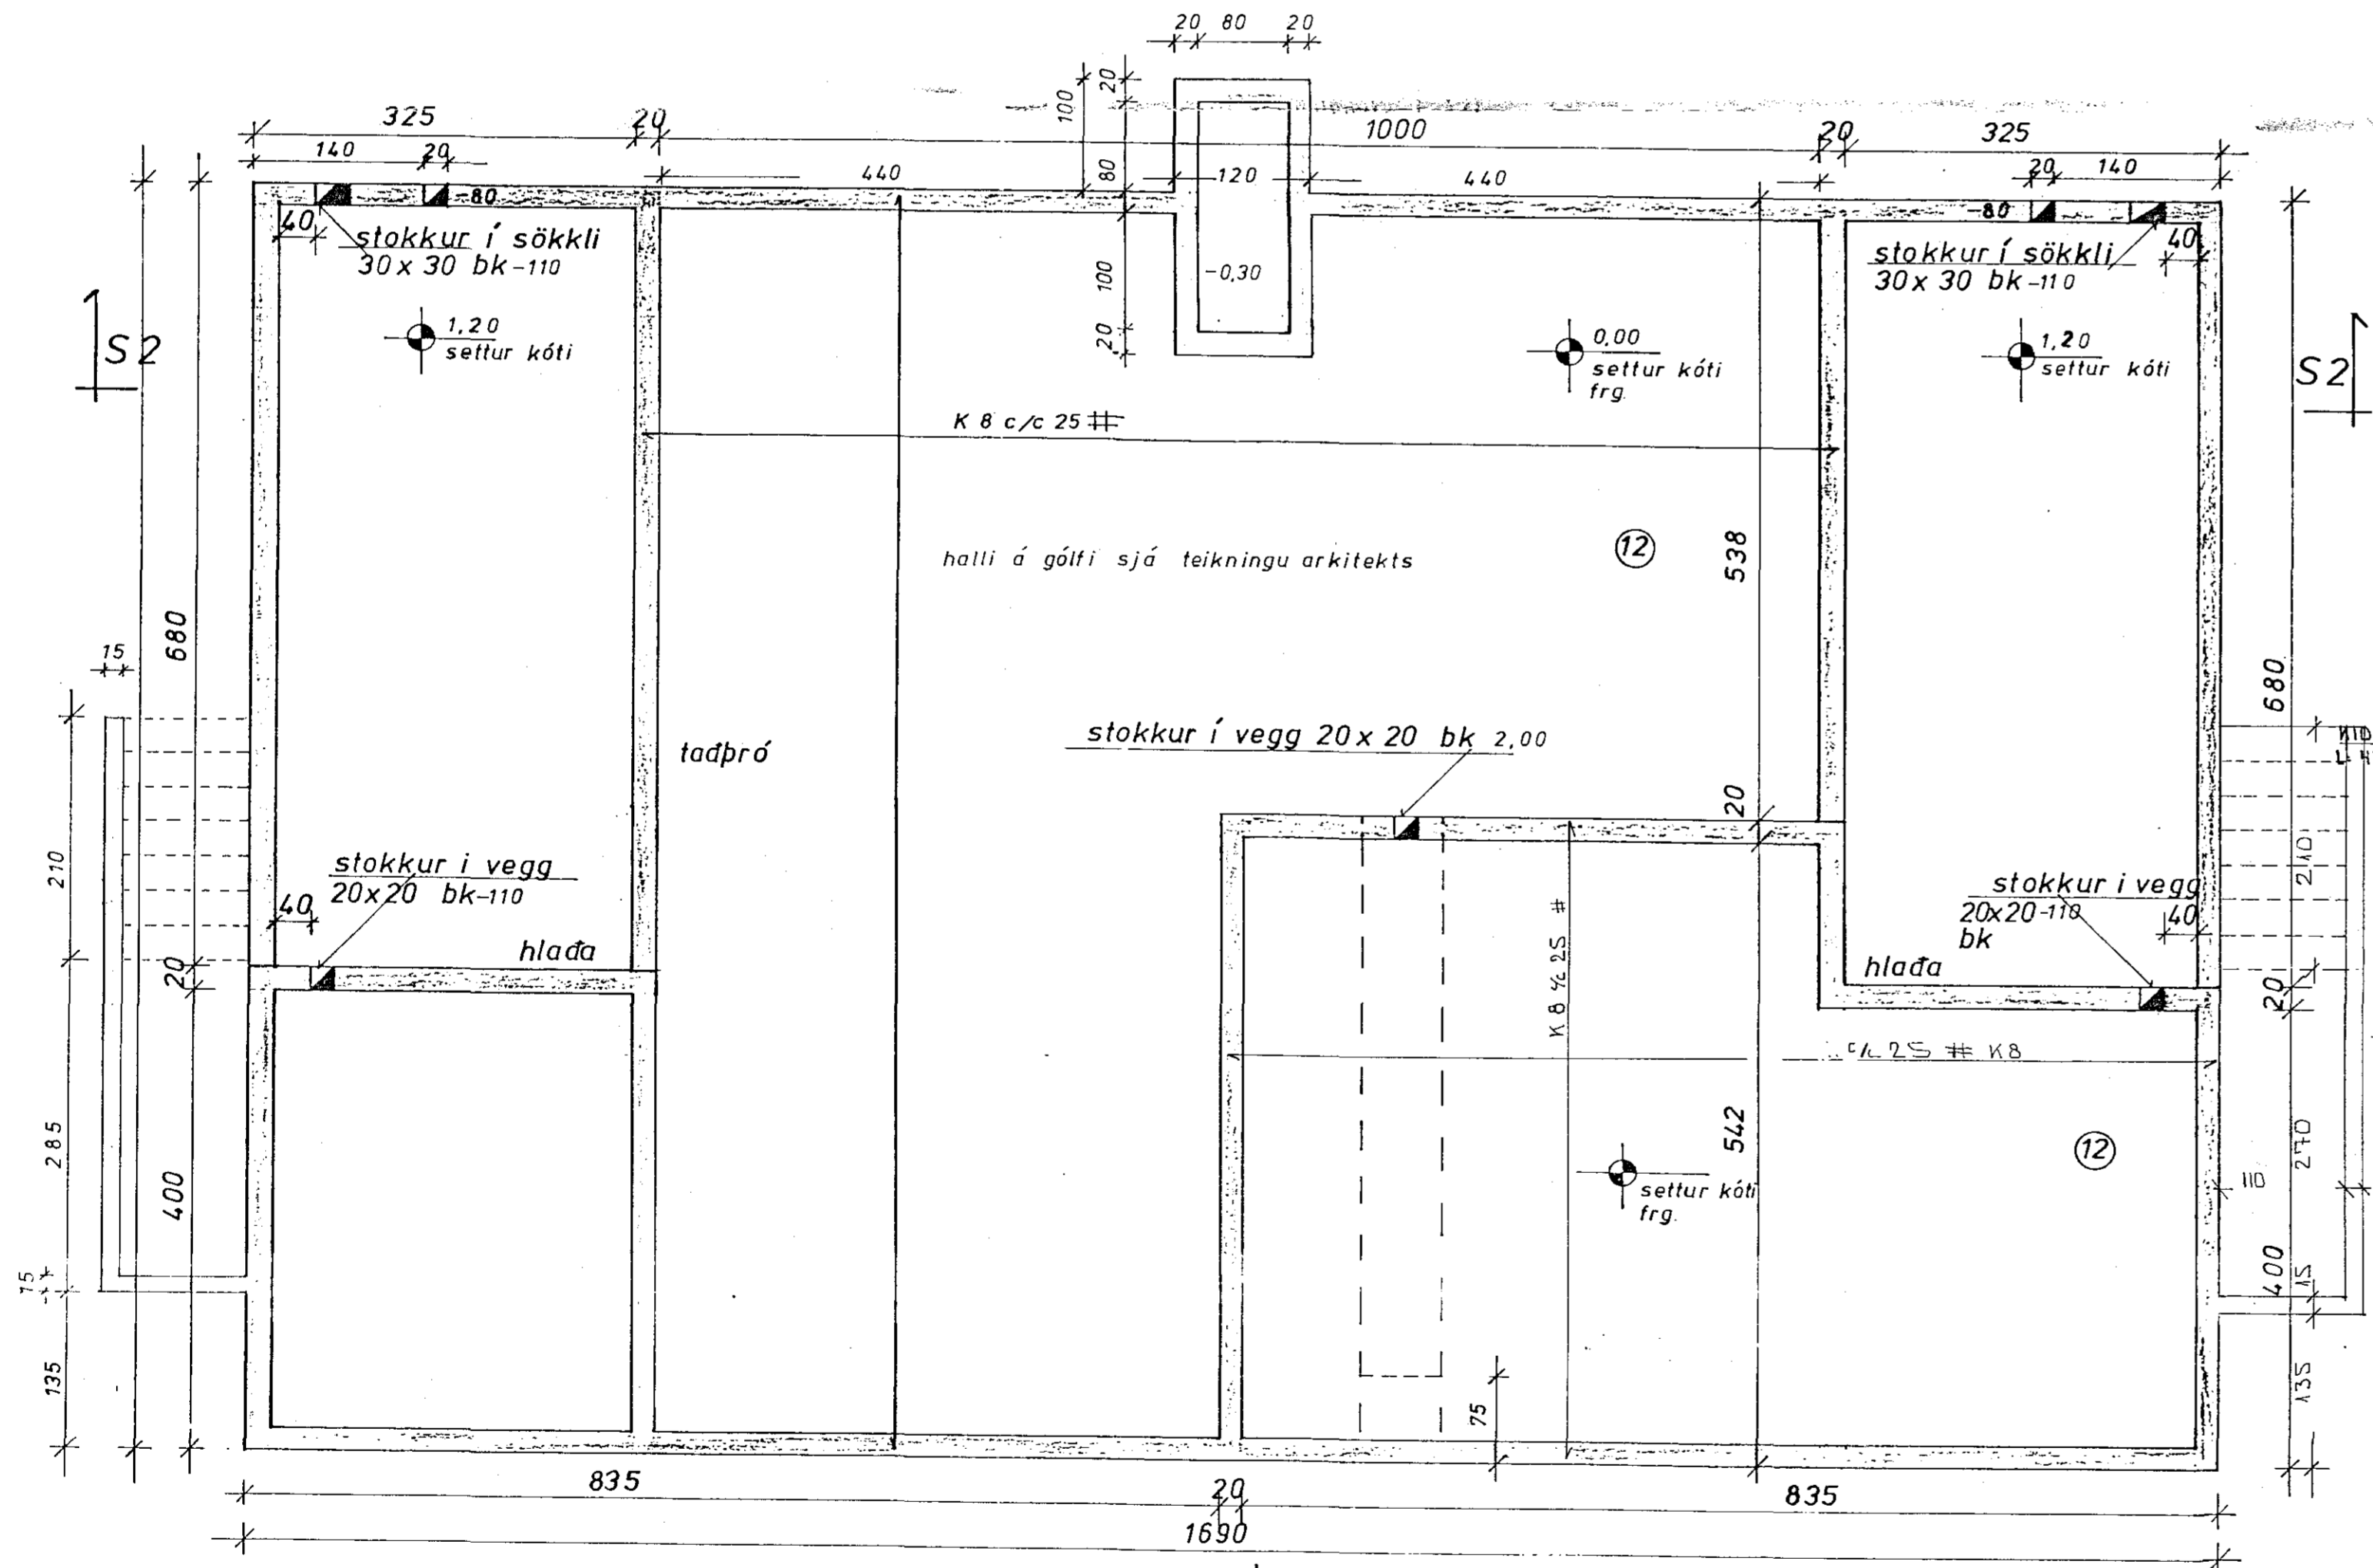 20 80 20
100
20
325
20
1000
20
325
140
20
440
80
120
440
20
140
-80
-80
40
40
stokkur í sökkli
30 x 30 bk -110
stokkur í sökkli
30 x 30 bk -110
100
-0,30
20
1,20
settur kóti
0,00
settur kóti
frg.
1,20
settur kóti
S2
S2
K 8 c/c 25 #
halli á gólfi sjá teikningu arkitekts
12
538
680
680
15
K10
taðþró
stokkur í vegg 20 x 20 bk 2,00
20
210
210
stokkur i vegg
20x20 bk-110
40
hlaða
stokkur i vegg
20x20 -110
bk
40
hlaða
K 8 c/c 25 #
20
20
c/c 25 # K8
285
542
12
270
400
settur kóti
frg.
110
400
15
15
135
75
135
835
20
835
1690